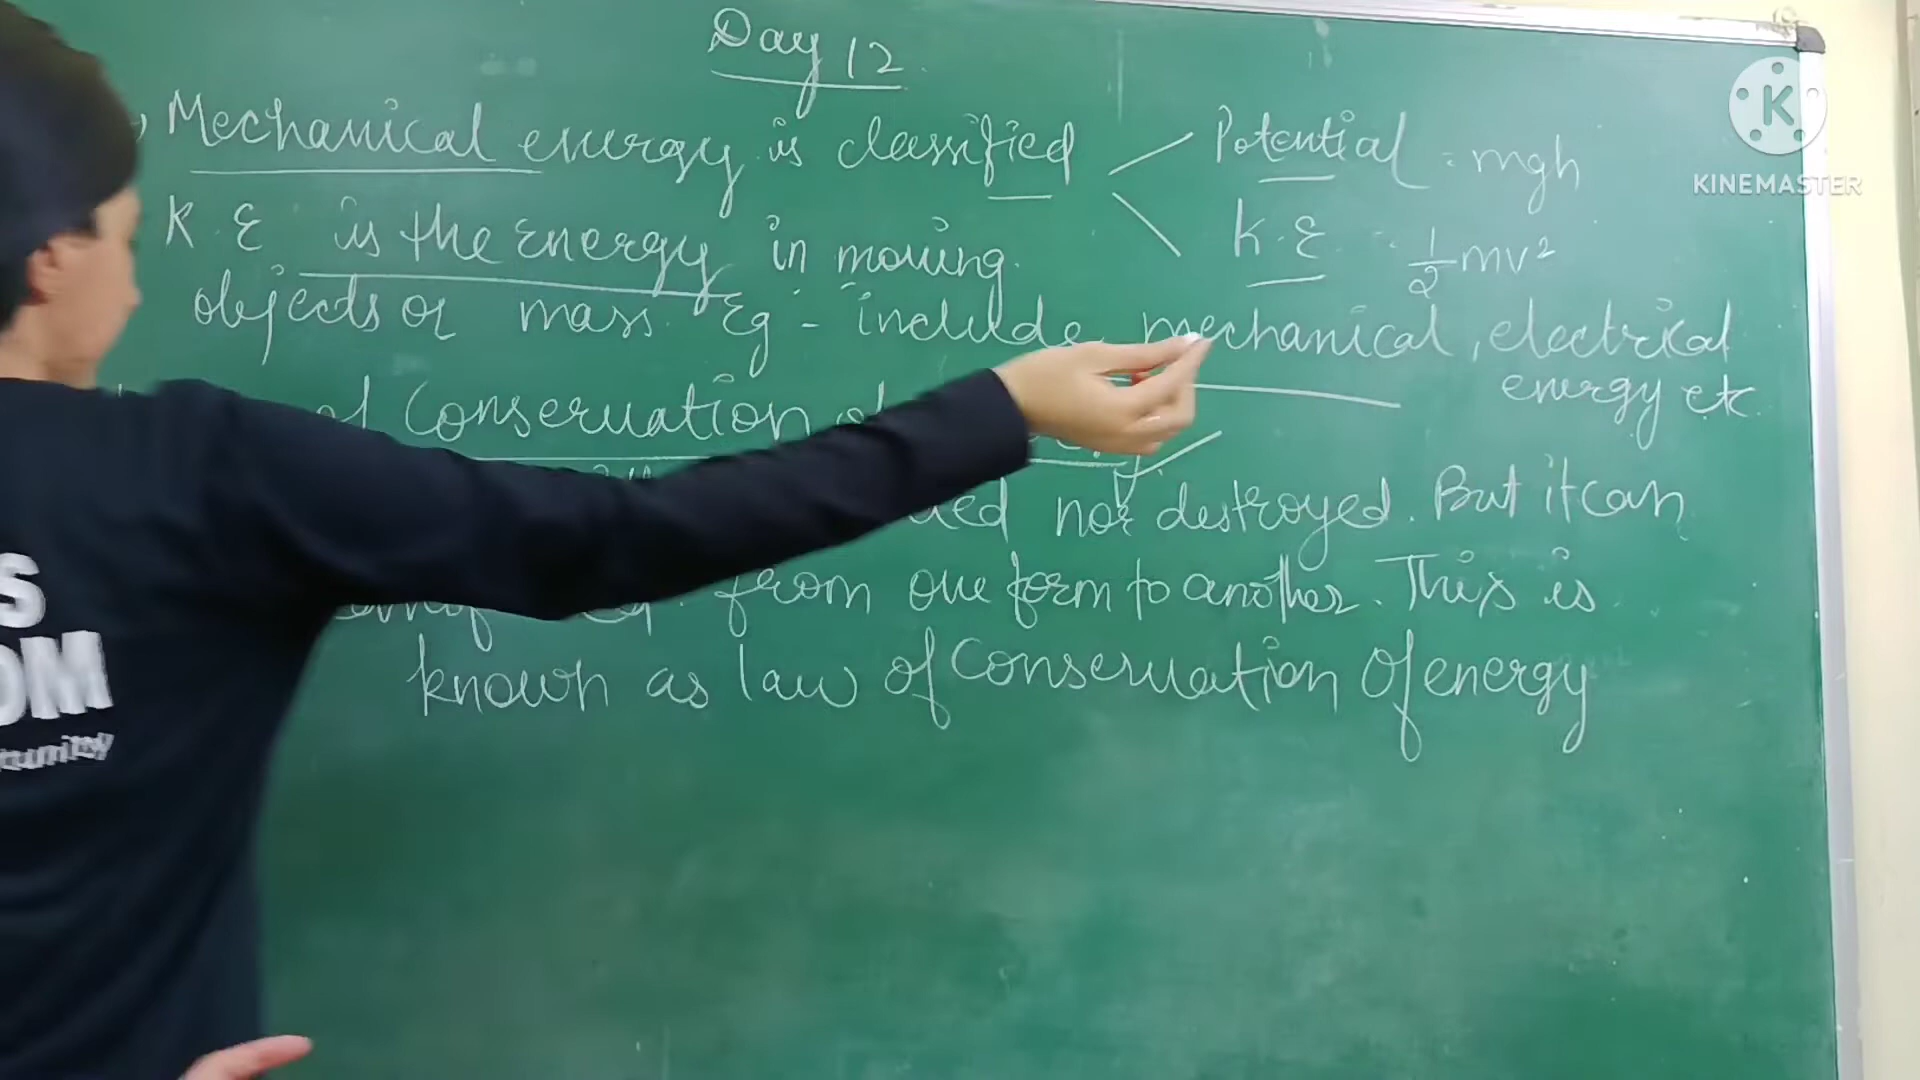 Day 12
Mechanical energy is classified
Potential = mgh
K.E = 1/2 mv²
K.E is the energy in moving
objects or mass. Eg - include mechanical, electrical
energy etc
of Conservation of
nor destroyed. But it can
from one form to another. This is
known as law of Conservation of energy
KINEMASTER